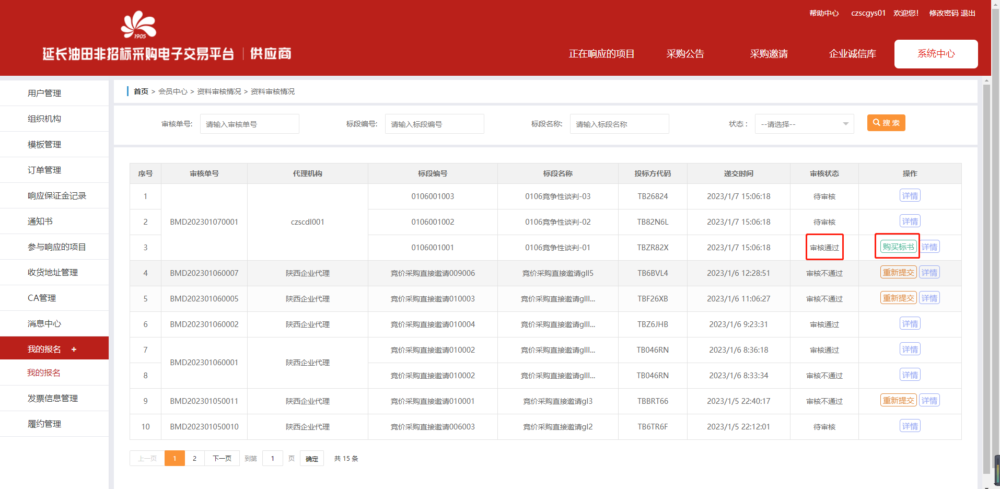 帮助中心 czscgys01 欢迎您! 修改密码 退出
1905
延长油田非招标采购电子交易平台 | 供应商
正在响应的项目 采购公告 采购邀请 企业诚信库 系统中心
用户管理
组织机构
模板管理
订单管理
响应保证金记录
通知书
参与响应的项目
收货地址管理
CA管理
消息中心
我的报名 +
我的报名
发票信息管理
履约管理
首页 > 会员中心 > 资料审核情况 > 资料审核情况
审核单号: 请输入审核单号 标段编号: 请输入标段编号 标段名称: 请输入标段名称 状态： --请选择-- 搜 索
序号 审核单号 代理机构 标段编号 标段名称 投标方代码 递交时间 审核状态 操作
1 0106001003 0106竞争性谈判-03 TB26824 2023/1/7 15:06:18 待审核 详情
2 BMD202301070001 czscdl001 0106001002 0106竞争性谈判-02 TB82N6L 2023/1/7 15:06:18 待审核 详情
3 0106001001 0106竞争性谈判-01 TBZR82X 2023/1/7 15:06:18 审核通过 购买标书 详情
4 BMD202301060007 陕西企业代理 竞价采购直接邀请009006 竞价采购直接邀请gll5 TB6BVL4 2023/1/6 12:28:51 审核不通过 重新提交 详情
5 BMD202301060005 陕西企业代理 竞价采购直接邀请010003 竞价采购直接邀请glll... TBF26XB 2023/1/6 11:06:27 审核不通过 重新提交 详情
6 BMD202301060002 陕西企业代理 竞价采购直接邀请010004 竞价采购直接邀请glll... TBZ6JHB 2023/1/6 9:23:31 审核通过 详情
7 竞价采购直接邀请010002 竞价采购直接邀请glll... TB046RN 2023/1/6 8:36:18 审核通过 详情
BMD202301060001 陕西企业代理
8 竞价采购直接邀请010002 竞价采购直接邀请glll... TB046RN 2023/1/6 8:33:34 审核不通过 详情
9 BMD202301050011 陕西企业代理 竞价采购直接邀请010001 竞价采购直接邀请gl3 TBBRT66 2023/1/5 22:40:17 审核不通过 重新提交 详情
10 BMD202301050010 陕西企业代理 竞价采购直接邀请006003 竞价采购直接邀请gl2 TB6TR6F 2023/1/5 22:12:01 待审核 详情
上一页 1 2 下一页 到第 1 页 确定 共 15 条